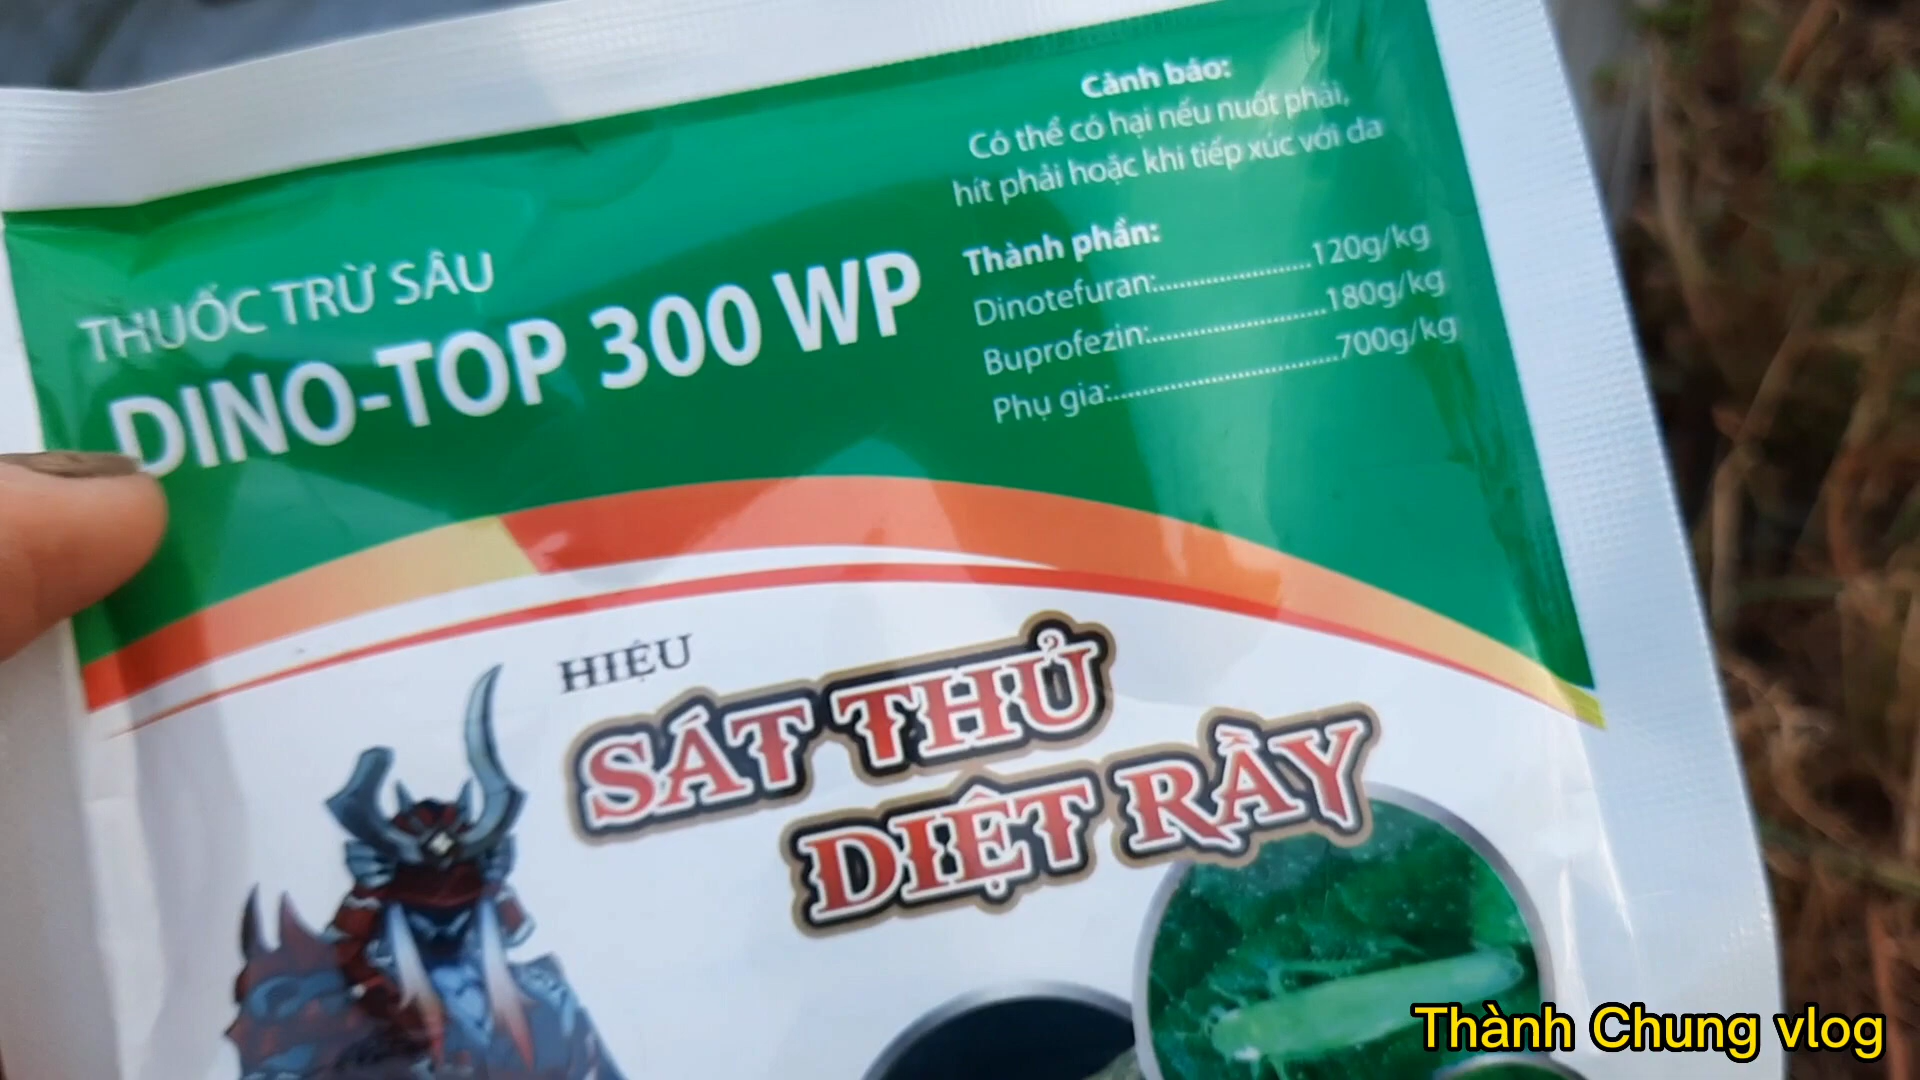 THUỐC TRỪ SÂU
DINO-TOP 300 WP
Cảnh báo:
Có thể có hại nếu nuốt phải,
hít phải hoặc khi tiếp xúc với da
Thành phần:
Dinotefuran:......................120g/kg
Buprofezin:.........................180g/kg
Phụ gia:................................700g/kg
HIỆU
SÁT THỦ
DIỆT RẦY
Thành Chung vlog